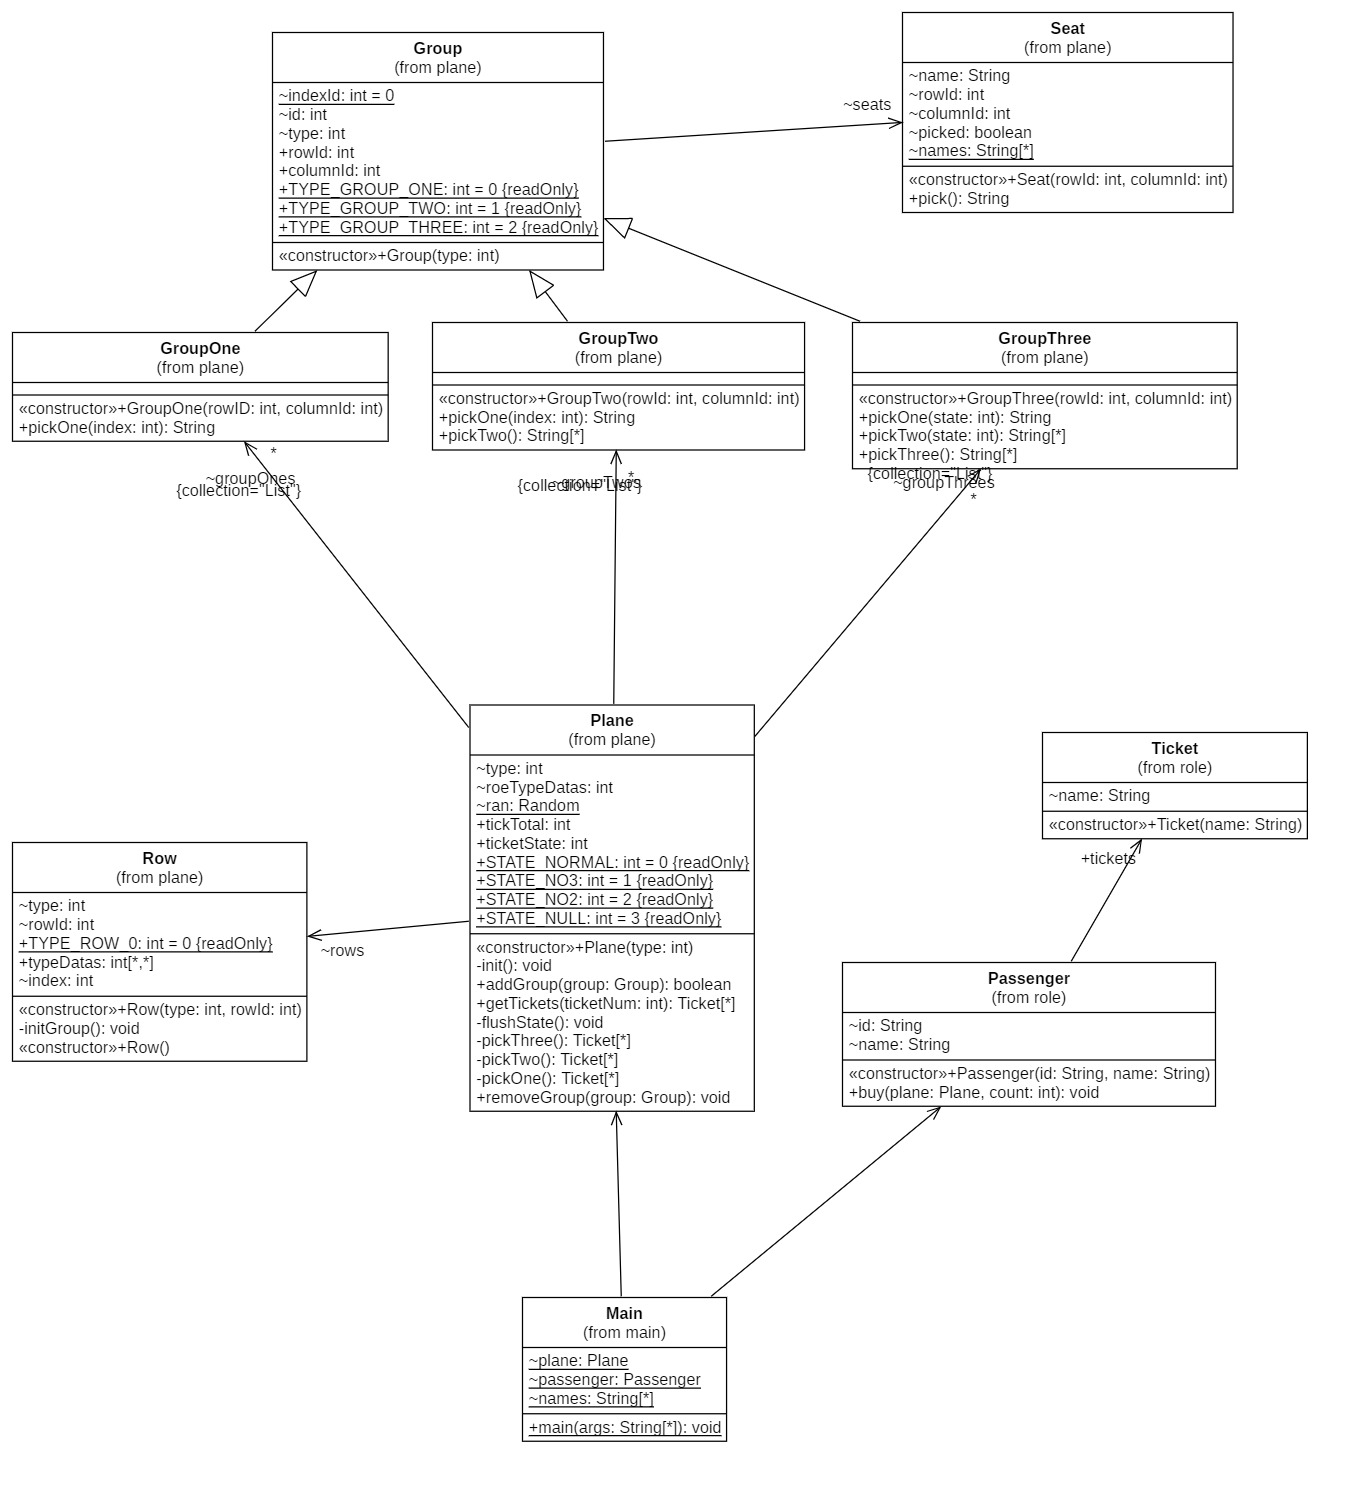 Group
(from plane)
~indexId: int = 0
~id: int
~type: int
+rowId: int
+columnId: int
+TYPE_GROUP_ONE: int = 0 {readOnly}
+TYPE_GROUP_TWO: int = 1 {readOnly}
+TYPE_GROUP_THREE: int = 2 {readOnly}
«constructor»+Group(type: int)
~seats
Seat
(from plane)
~name: String
~rowId: int
~columnId: int
~picked: boolean
~names: String[*]
«constructor»+Seat(rowId: int, columnId: int)
+pick(): String
GroupOne
(from plane)
«constructor»+GroupOne(rowID: int, columnId: int)
+pickOne(index: int): String
GroupTwo
(from plane)
«constructor»+GroupTwo(rowId: int, columnId: int)
+pickOne(index: int): String
+pickTwo(): String[*]
GroupThree
(from plane)
«constructor»+GroupThree(rowId: int, columnId: int)
+pickOne(state: int): String
+pickTwo(state: int): String[*]
+pickThree(): String[*]
*
~groupOnes
{collection="List"}
*
~groupTwos
{collection="List"}
{collection="List"}
~groupThrees
*
Plane
(from plane)
~type: int
~roeTypeDatas: int
~ran: Random
+tickTotal: int
+ticketState: int
+STATE_NORMAL: int = 0 {readOnly}
+STATE_NO3: int = 1 {readOnly}
+STATE_NO2: int = 2 {readOnly}
+STATE_NULL: int = 3 {readOnly}
«constructor»+Plane(type: int)
-init(): void
+addGroup(group: Group): boolean
+getTickets(ticketNum: int): Ticket[*]
-flushState(): void
-pickThree(): Ticket[*]
-pickTwo(): Ticket[*]
-pickOne(): Ticket[*]
+removeGroup(group: Group): void
Ticket
(from role)
~name: String
«constructor»+Ticket(name: String)
+tickets
Row
(from plane)
~type: int
~rowId: int
+TYPE_ROW_0: int = 0 {readOnly}
+typeDatas: int[*,*]
~index: int
«constructor»+Row(type: int, rowId: int)
-initGroup(): void
«constructor»+Row()
~rows
Passenger
(from role)
~id: String
~name: String
«constructor»+Passenger(id: String, name: String)
+buy(plane: Plane, count: int): void
Main
(from main)
~plane: Plane
~passenger: Passenger
~names: String[*]
+main(args: String[*]): void